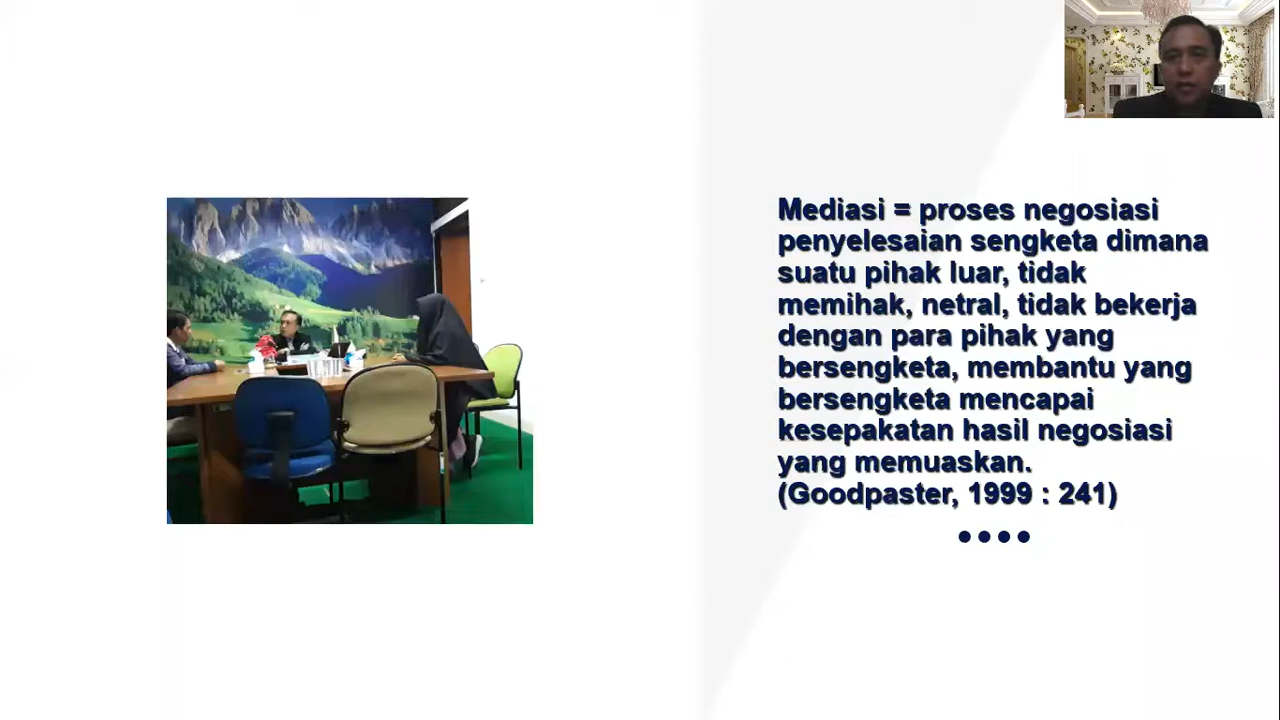 Mediasi = proses negosiasi
penyelesaian sengketa dimana
suatu pihak luar, tidak
memihak, netral, tidak bekerja
dengan para pihak yang
bersengketa, membantu yang
bersengketa mencapai
kesepakatan hasil negosiasi
yang memuaskan.
(Goodpaster, 1999 : 241)